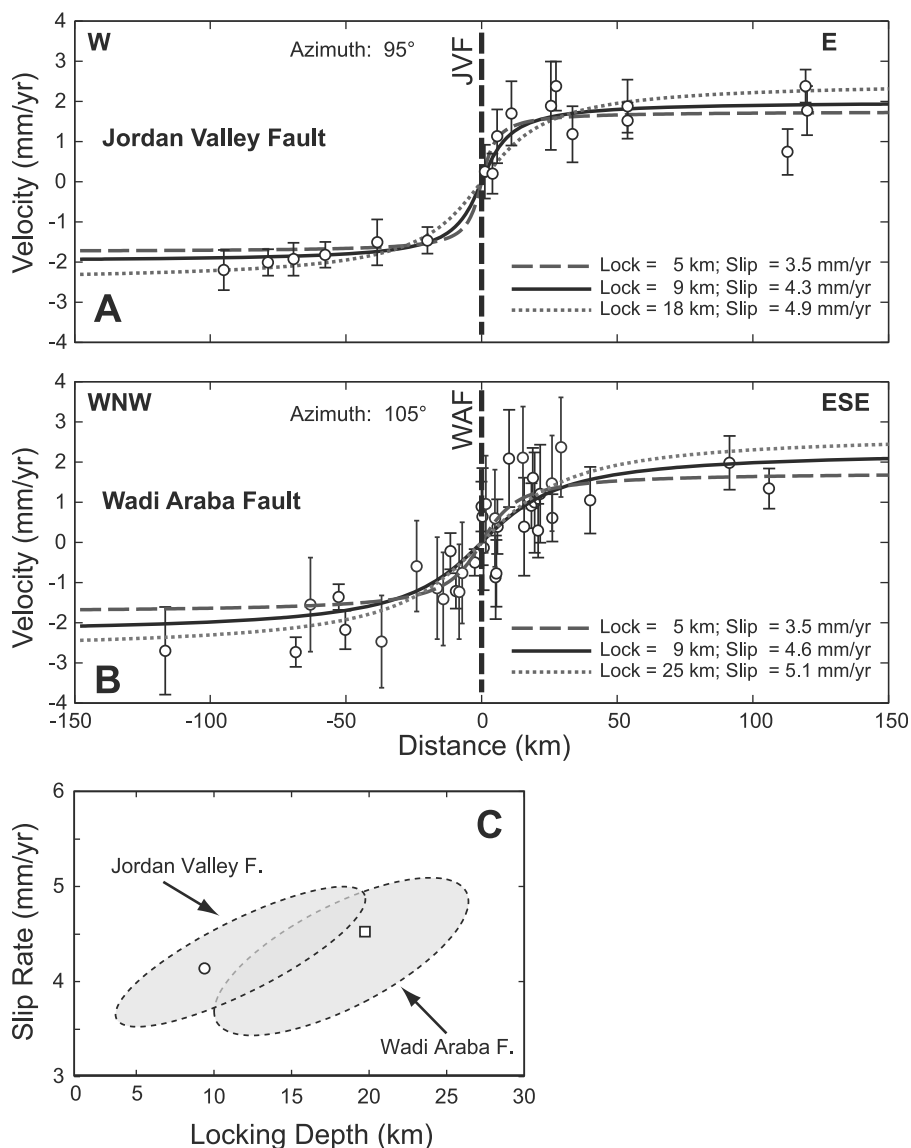 W
Azimuth: 95°
JVF
E
Jordan Valley Fault
Velocity (mm/yr)
4
3
2
1
0
-1
-2
-3
-4
A
Lock = 5 km; Slip = 3.5 mm/yr
Lock = 9 km; Slip = 4.3 mm/yr
Lock = 18 km; Slip = 4.9 mm/yr
WNW
Azimuth: 105°
WAF
ESE
Wadi Araba Fault
Velocity (mm/yr)
4
3
2
1
0
-1
-2
-3
-4
B
Lock = 5 km; Slip = 3.5 mm/yr
Lock = 9 km; Slip = 4.6 mm/yr
Lock = 25 km; Slip = 5.1 mm/yr
-150 -100 -50 0 50 100 150
Distance (km)
C
Slip Rate (mm/yr)
6
5
4
3
Jordan Valley F.
Wadi Araba F.
0 5 10 15 20 25 30
Locking Depth (km)